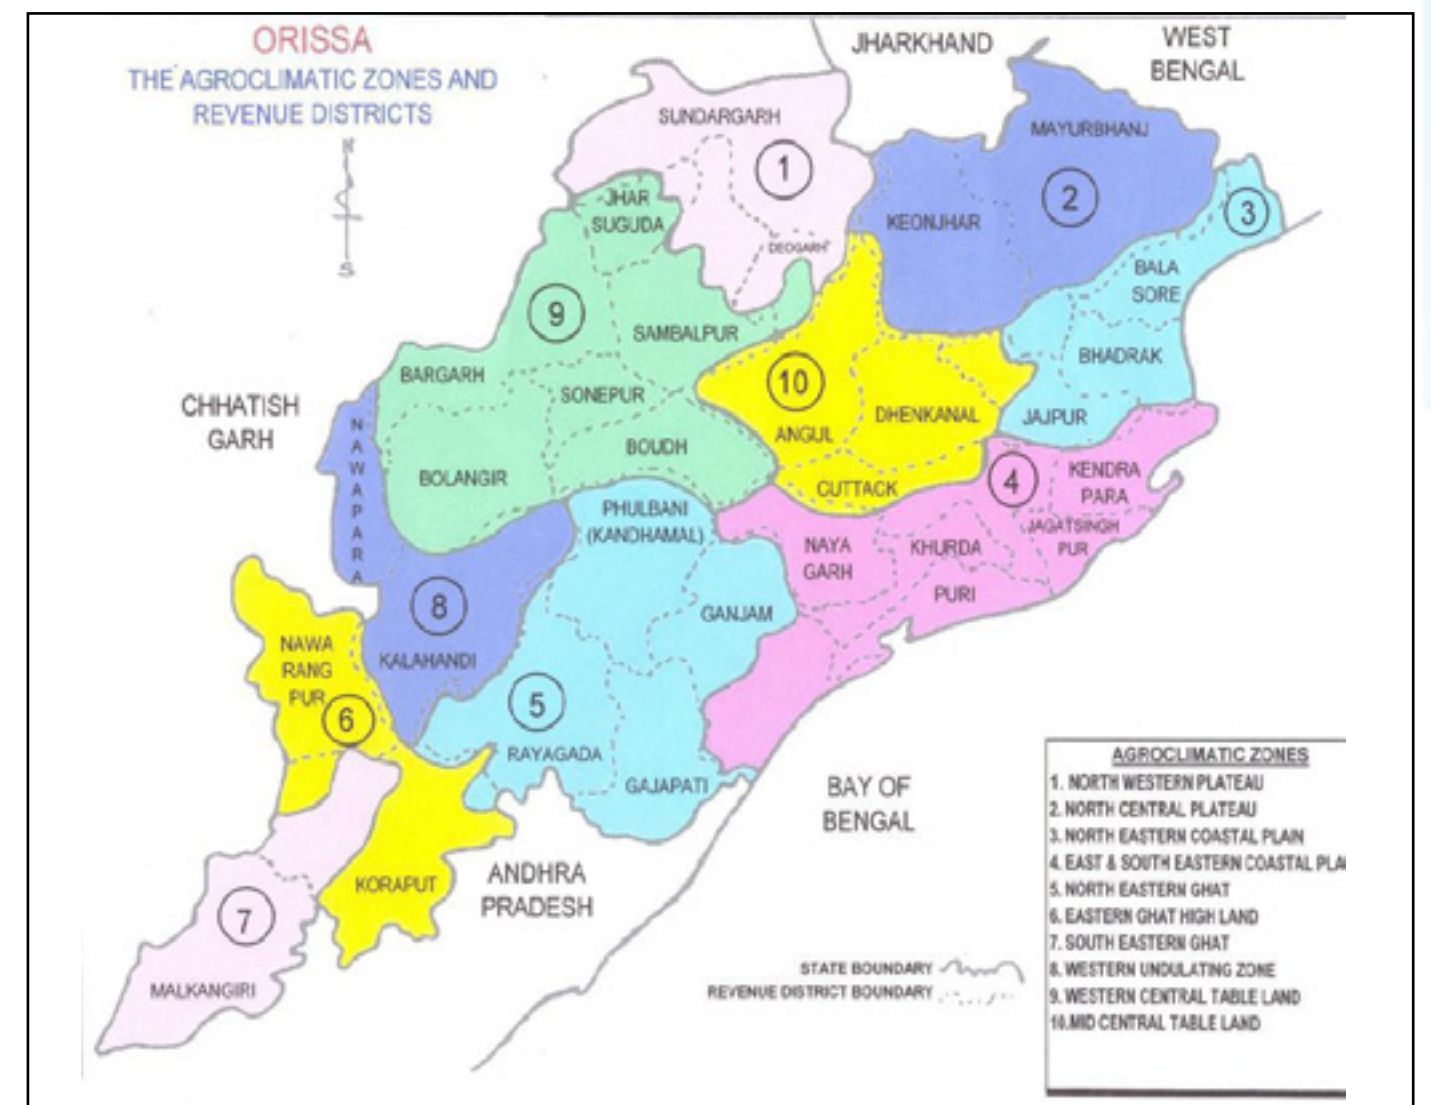 ORISSA
THE AGROCLIMATIC ZONES AND
REVENUE DISTRICTS
N
S
JHARKHAND
WEST
BENGAL
SUNDARGARH
1
MAYURBHANJ
2
3
JHAR
SUGUDA
KEONJHAR
DEOGARH
BALA
SORE
9
SAMBALPUR
BHADRAK
BARGARH
SONEPUR
10
CHHATISH
GARH
DHENKANAL
JAJPUR
ANGUL
NAWAPARA
BOUDH
BOLANGIR
CUTTACK
4
KENDRA
PARA
PHULBANI
(KANDHAMAL)
JAGATSINGH
PUR
NAYA
GARH
KHURDA
PURI
8
GANJAM
KALAHANDI
NAWA
RANG
PUR
6
5
RAYAGADA
GAJAPATI
BAY OF
BENGAL
KORAPUT
ANDHRA
PRADESH
7
MALKANGIRI
STATE BOUNDARY
REVENUE DISTRICT BOUNDARY
AGROCLIMATIC ZONES
1. NORTH WESTERN PLATEAU
2. NORTH CENTRAL PLATEAU
3. NORTH EASTERN COASTAL PLAIN
4. EAST & SOUTH EASTERN COASTAL PLA
5. NORTH EASTERN GHAT
6. EASTERN GHAT HIGH LAND
7. SOUTH EASTERN GHAT
8. WESTERN UNDULATING ZONE
9. WESTERN CENTRAL TABLE LAND
10.MID CENTRAL TABLE LAND